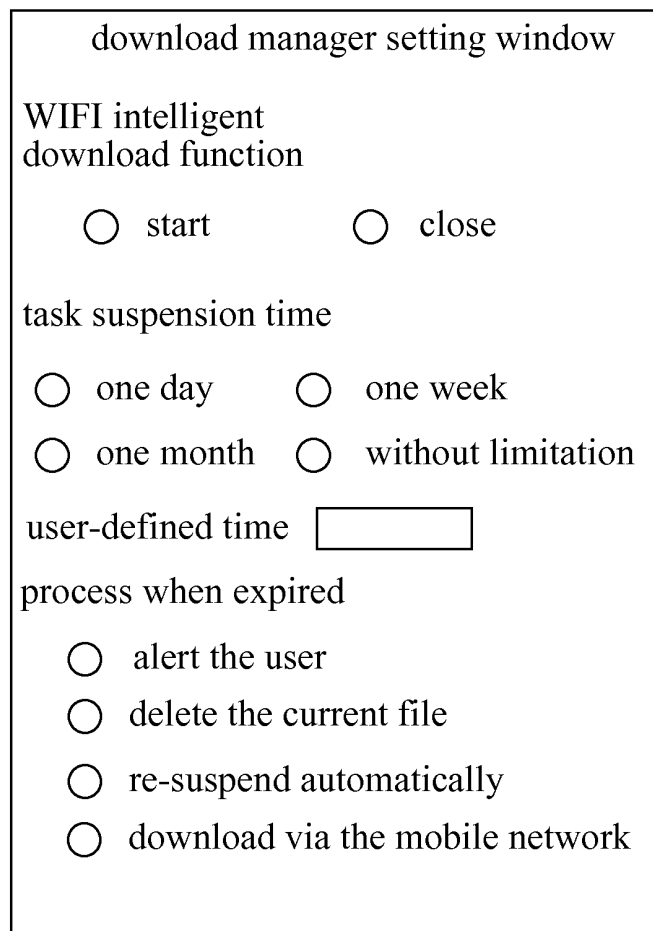 download manager setting window
WIFI intelligent
download function
start close
task suspension time
one day one week
one month without limitation
user-defined time
process when expired
alert the user
delete the current file
re-suspend automatically
download via the mobile network